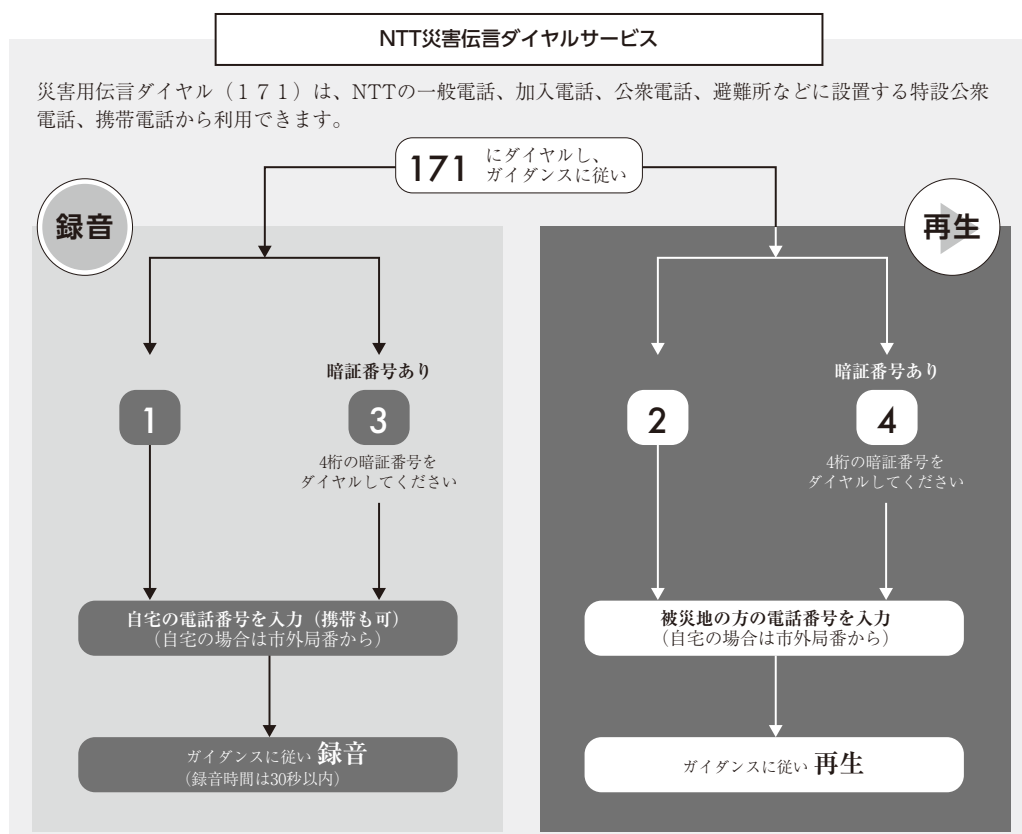 NTT災害伝言ダイヤルサービス
災害用伝言ダイヤル（１７１）は、NTTの一般電話、加入電話、公衆電話、避難所などに設置する特設公衆
電話、携帯電話から利用できます。
171 にダイヤルし、
ガイダンスに従い
録音
暗証番号あり
1
3
4桁の暗証番号を
ダイヤルしてください
自宅の電話番号を入力（携帯も可）
（自宅の場合は市外局番から）
ガイダンスに従い 録音
（録音時間は30秒以内）
再生
暗証番号あり
2
4
4桁の暗証番号を
ダイヤルしてください
被災地の方の電話番号を入力
（自宅の場合は市外局番から）
ガイダンスに従い 再生